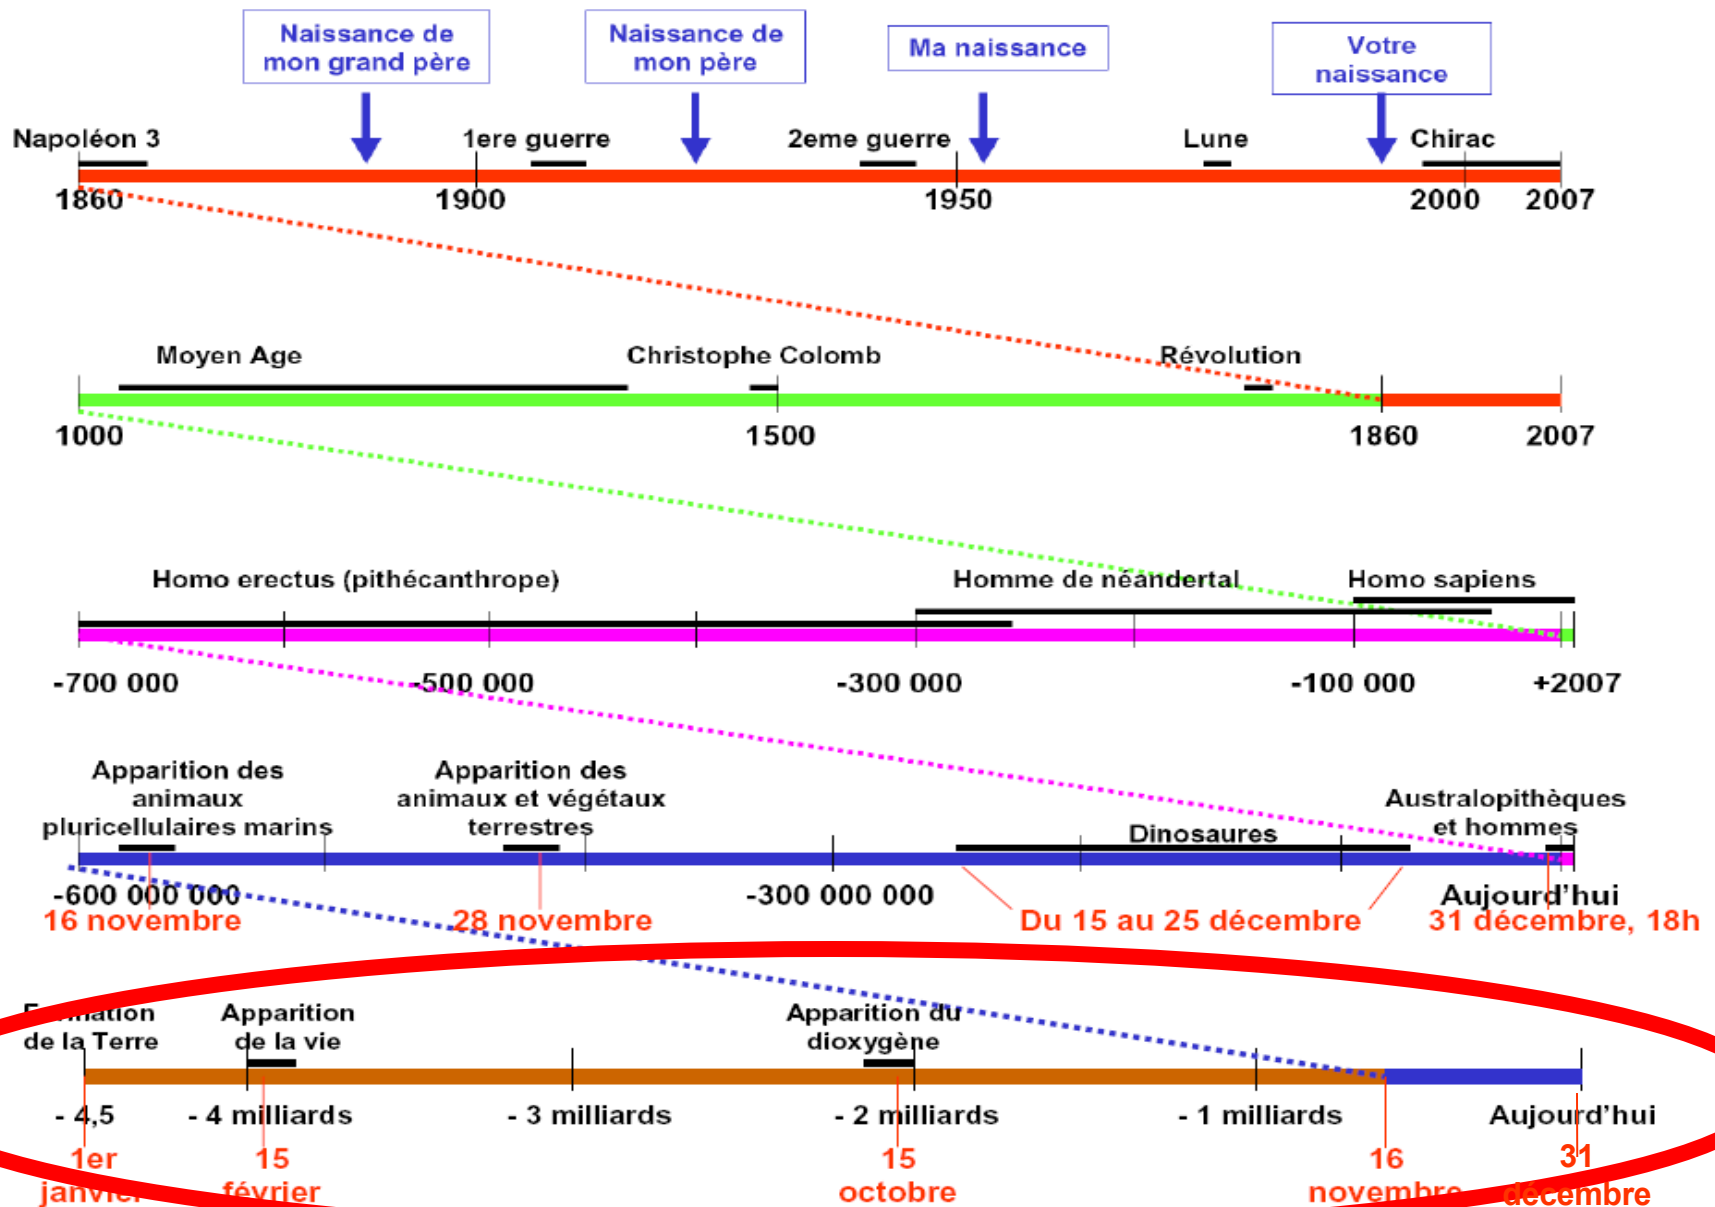 Naissance de
mon grand père
Naissance de
mon père
Ma naissance
Votre
naissance
Napoléon 3
1ere guerre
2eme guerre
Lune
Chirac
1860
1900
1950
2000
2007
Moyen Age
Christophe Colomb
Révolution
1000
1500
1860
2007
Homo erectus (pithécanthrope)
Homme de néandertal
Homo sapiens
-700 000
-500 000
-300 000
-100 000
+2007
Apparition des
animaux
pluricellulaires marins
Apparition des
animaux et végétaux
terrestres
Dinosaures
Australopithèques
et hommes
-600 000 000
-300 000 000
Aujourd'hui
16 novembre
28 novembre
Du 15 au 25 décembre
31 décembre, 18h
Formation
de la Terre
Apparition
de la vie
Apparition du
dioxygène
- 4,5
- 4 milliards
- 3 milliards
- 2 milliards
- 1 milliards
Aujourd'hui
1er
janvier
15
février
15
octobre
16
novembre
31
décembre